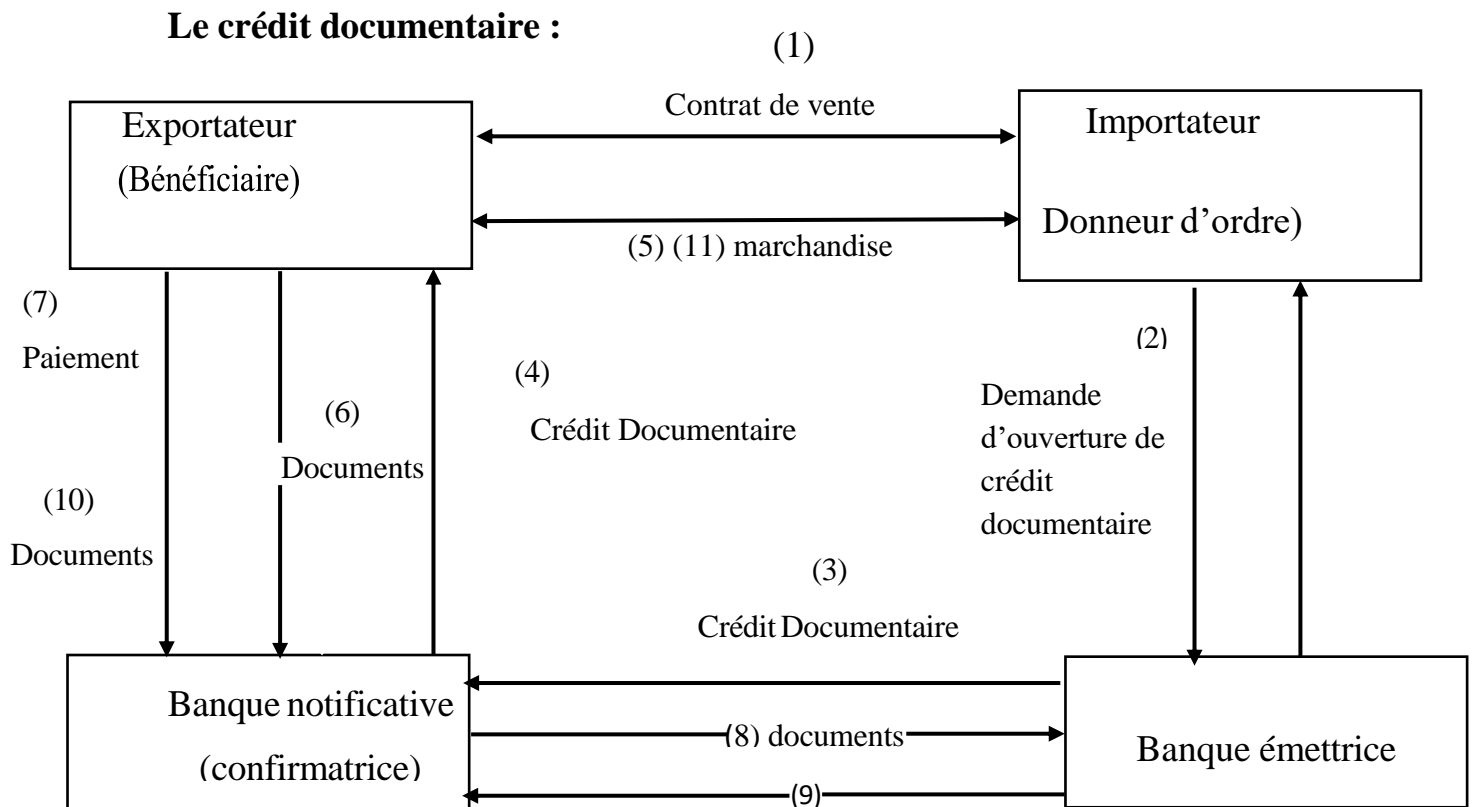 Le crédit documentaire :
(1)
Contrat de vente
Exportateur
(Bénéficiaire)
Importateur
Donneur d’ordre)
(5) (11) marchandise
(7)
Paiement
(2)
(4)
Crédit Documentaire
(6)
Documents
Demande
d’ouverture de
crédit
documentaire
(10)
Documents
(3)
Crédit Documentaire
Banque notificative
(confirmatrice)
(8) documents
Banque émettrice
(9)